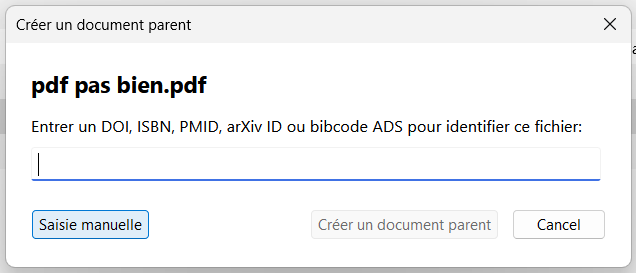 Créer un document parent
pdf pas bien.pdf
Entrer un DOI, ISBN, PMID, arXiv ID ou bibcode ADS pour identifier ce fichier:
Saisie manuelle
Créer un document parent
Cancel